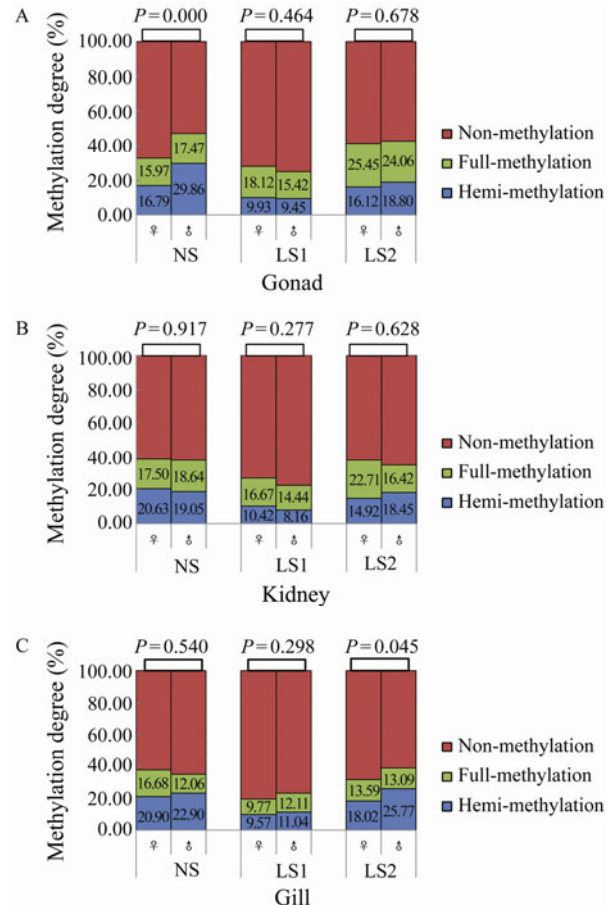 A
P=0.000 P=0.464 P=0.678
Methylation degree (%)
100.00
80.00
60.00
40.00
20.00
0.00
15.97 17.47 18.12 15.42 25.45 24.06
16.79 29.86 9.93 9.45 16.12 18.80
♀ ♂ ♀ ♂ ♀ ♂
NS LS1 LS2
Gonad
Non-methylation
Full-methylation
Hemi-methylation
B
P=0.917 P=0.277 P=0.628
Methylation degree (%)
100.00
80.00
60.00
40.00
20.00
0.00
17.50 18.64 16.67 14.44 22.71 16.42
20.63 19.05 10.42 8.16 14.92 18.45
♀ ♂ ♀ ♂ ♀ ♂
NS LS1 LS2
Kidney
Non-methylation
Full-methylation
Hemi-methylation
C
P=0.540 P=0.298 P=0.045
Methylation degree (%)
100.00
80.00
60.00
40.00
20.00
0.00
16.68 12.06 9.77 12.11 13.59 13.09
20.90 22.90 9.57 11.04 18.02 25.77
♀ ♂ ♀ ♂ ♀ ♂
NS LS1 LS2
Gill
Non-methylation
Full-methylation
Hemi-methylation